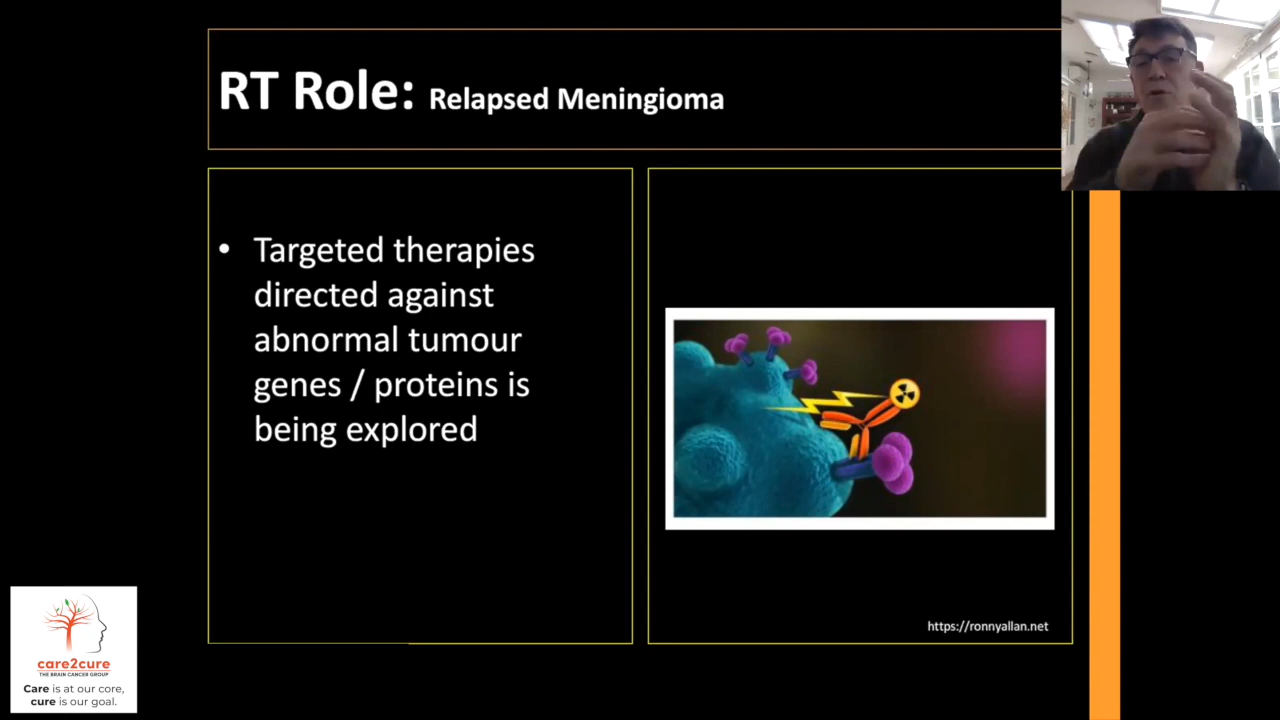 RT Role: Relapsed Meningioma
• Targeted therapies
directed against
abnormal tumour
genes / proteins is
being explored
https://ronnyallan.net
care2cure
THE BRAIN CANCER GROUP
Care is at our core,
cure is our goal.